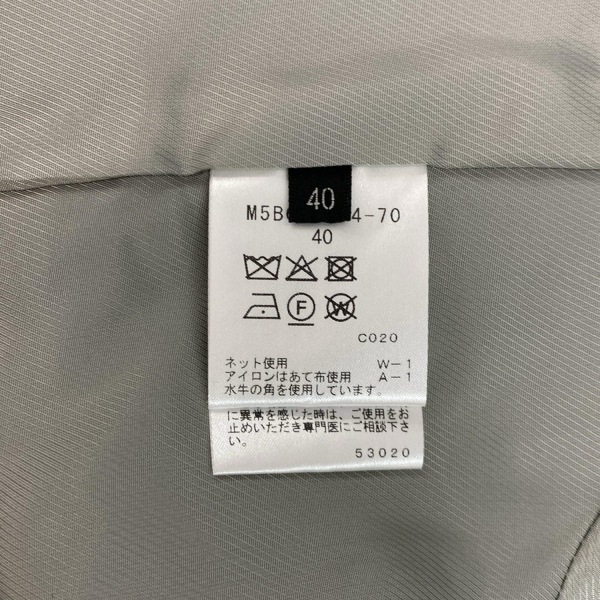 40
M5B 4-70
40
F
W
C020
ネット使用 W-1
アイロンはあて布使用 A-1
水牛の角を使用しています。
に異常を感じた時は、ご使用をお
止めいただき専門医にご相談下さ
い。
53020